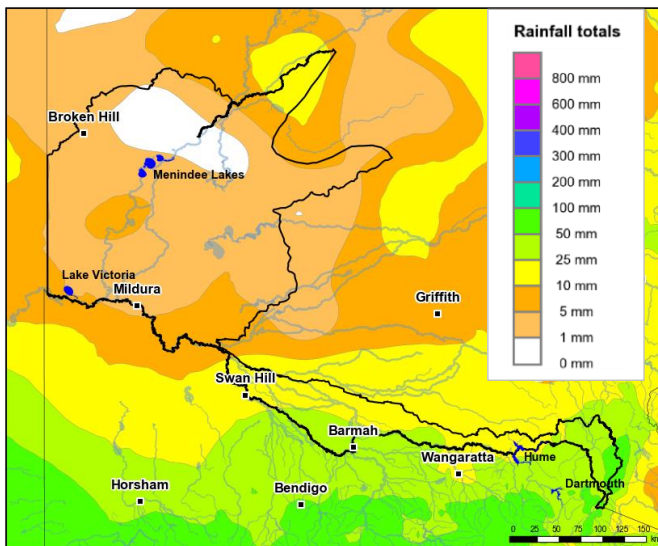 Rainfall totals
800 mm
600 mm
400 mm
300 mm
200 mm
100 mm
50 mm
25 mm
10 mm
5 mm
1 mm
0 mm
Broken Hill
Menindee Lakes
Lake Victoria
Mildura
Griffith
Swan Hill
Barmah
Wangaratta
Hume
Dartmouth
Horsham
Bendigo
0 25 50 75 100 125 150
km